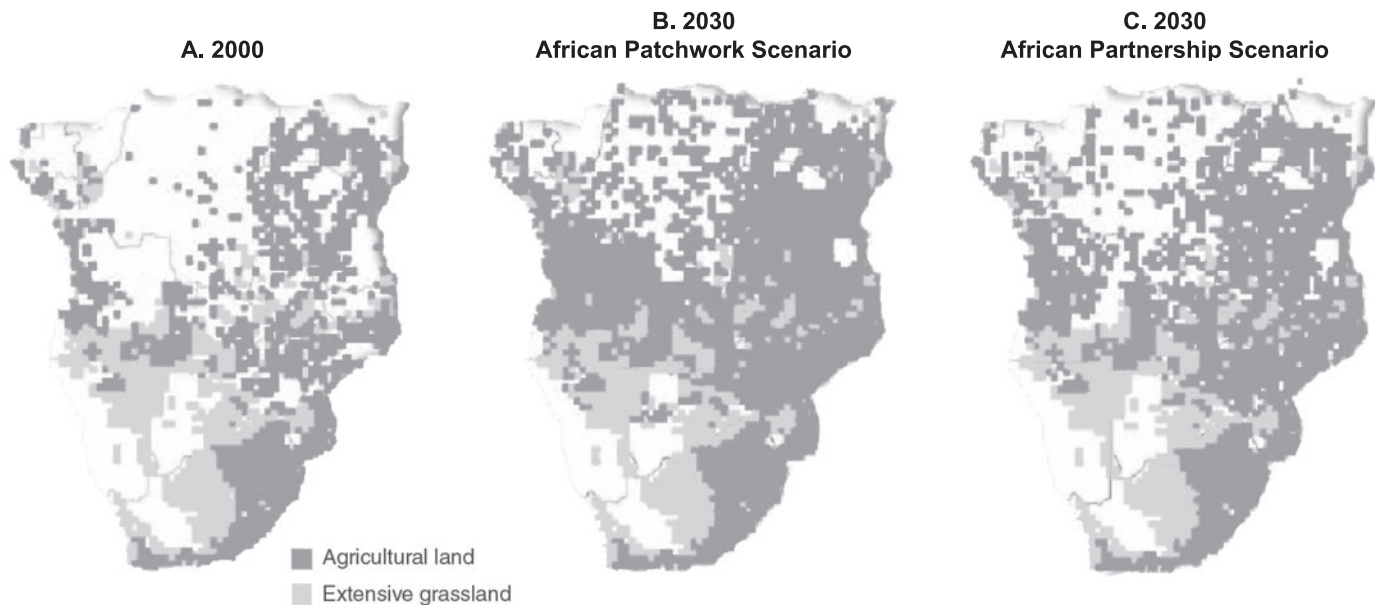 A. 2000
B. 2030
African Patchwork Scenario
C. 2030
African Partnership Scenario
Agricultural land
Extensive grassland